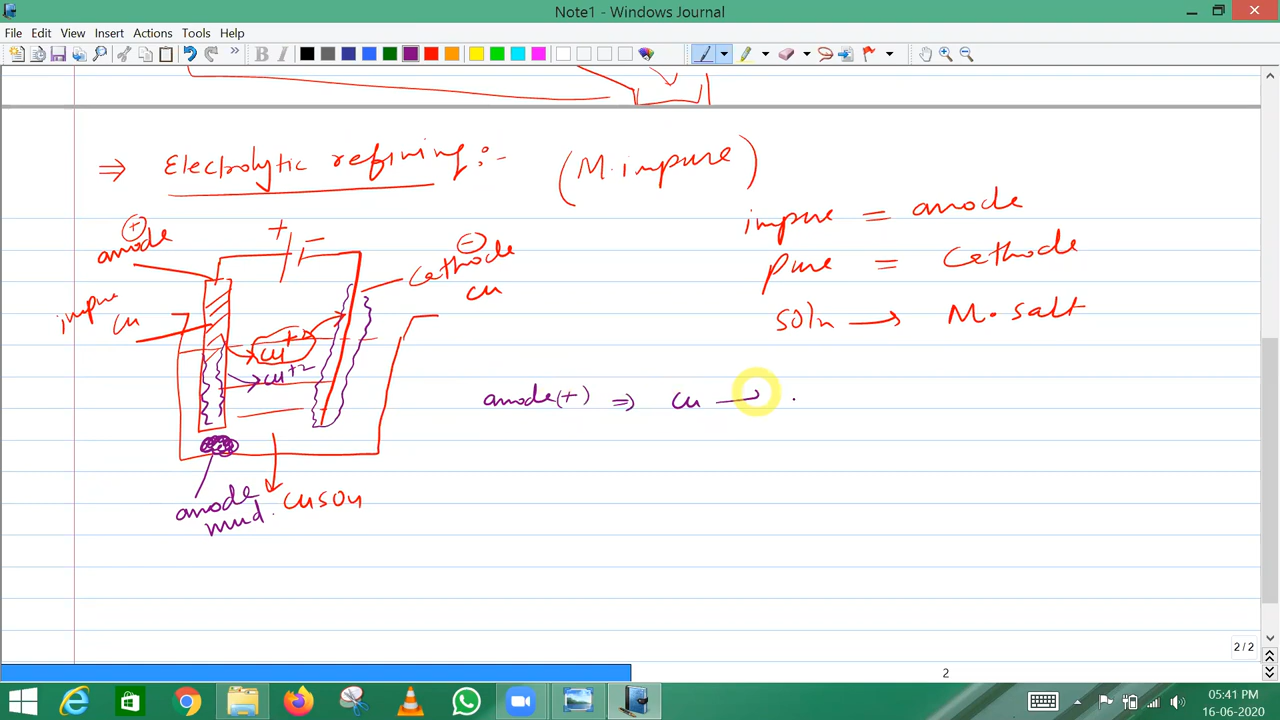 Note1 - Windows Journal
File Edit View Insert Actions Tools Help
⇒ Electrolytic refining :- (M. impure)
impure = anode
pure = Cathode
soln → M. salt
+ anode
+ −
− Cathode
cu
impure
cu
cu+
cu+2
anode(+) ⇒ cu → .
anode
mud.
cuso4
2 / 2
2
05:41 PM
16-06-2020